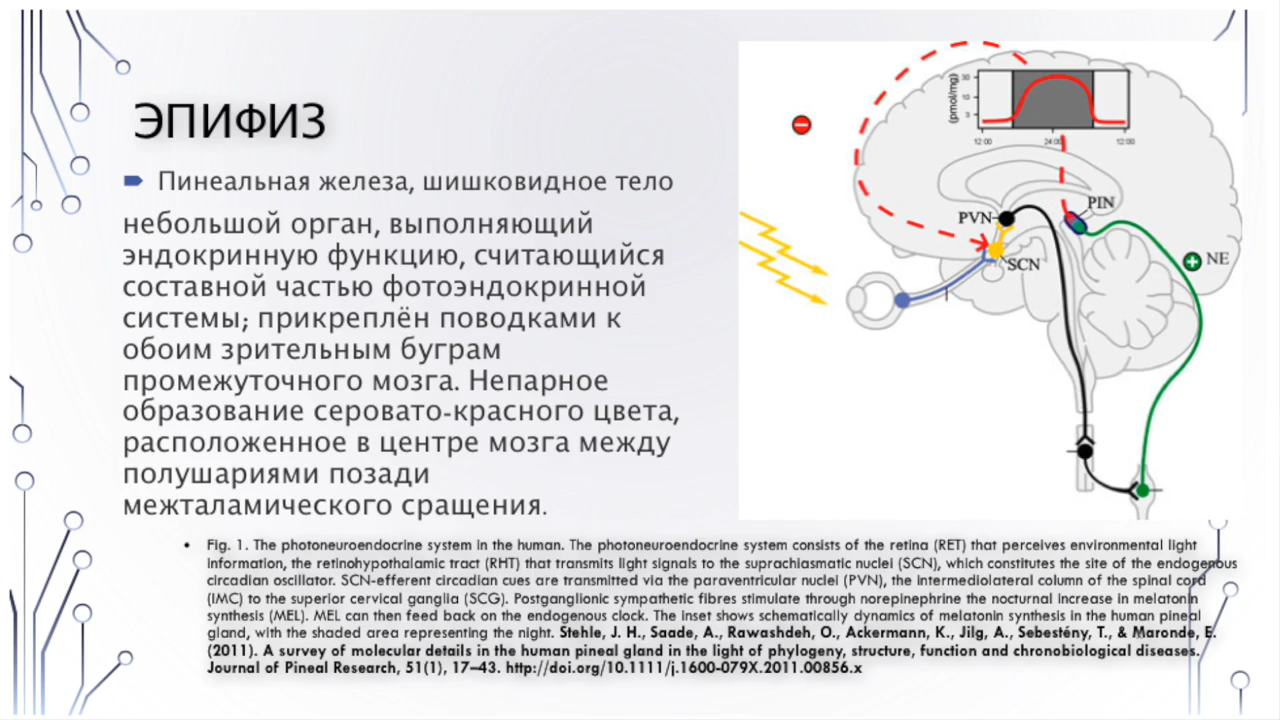 ЭПИФИЗ
Пинеальная железа, шишковидное тело
небольшой орган, выполняющий
эндокринную функцию, считающийся
составной частью фотоэндокринной
системы; прикреплён поводками к
обоим зрительным буграм
промежуточного мозга. Непарное
образование серовато-красного цвета,
расположенное в центре мозга между
полушариями позади
межталамического сращения.
(pmol/mg)
30
10
3
12:00 24:00 12:00
PVN
PIN
SCN
NE
Fig. 1. The photoneuroendocrine system in the human. The photoneuroendocrine system consists of the retina (RET) that perceives environmental light
information, the retinohypothalamic tract (RHT) that transmits light signals to the suprachiasmatic nuclei (SCN), which constitutes the site of the endogenous
circadian oscillator. SCN-efferent circadian cues are transmitted via the paraventricular nuclei (PVN), the intermediolateral column of the spinal cord
(IMC) to the superior cervical ganglia (SCG). Postganglionic sympathetic fibres stimulate through norepinephrine the nocturnal increase in melatonin
synthesis (MEL). MEL can then feed back on the endogenous clock. The inset shows schematically dynamics of melatonin synthesis in the human pineal
gland, with the shaded area representing the night. Stehle, J. H., Saade, A., Rawashdeh, O., Ackermann, K., Jilg, A., Sebestény, T., & Maronde, E.
(2011). A survey of molecular details in the human pineal gland in the light of phylogeny, structure, function and chronobiological diseases.
Journal of Pineal Research, 51(1), 17–43. http://doi.org/10.1111/j.1600-079X.2011.00856.x